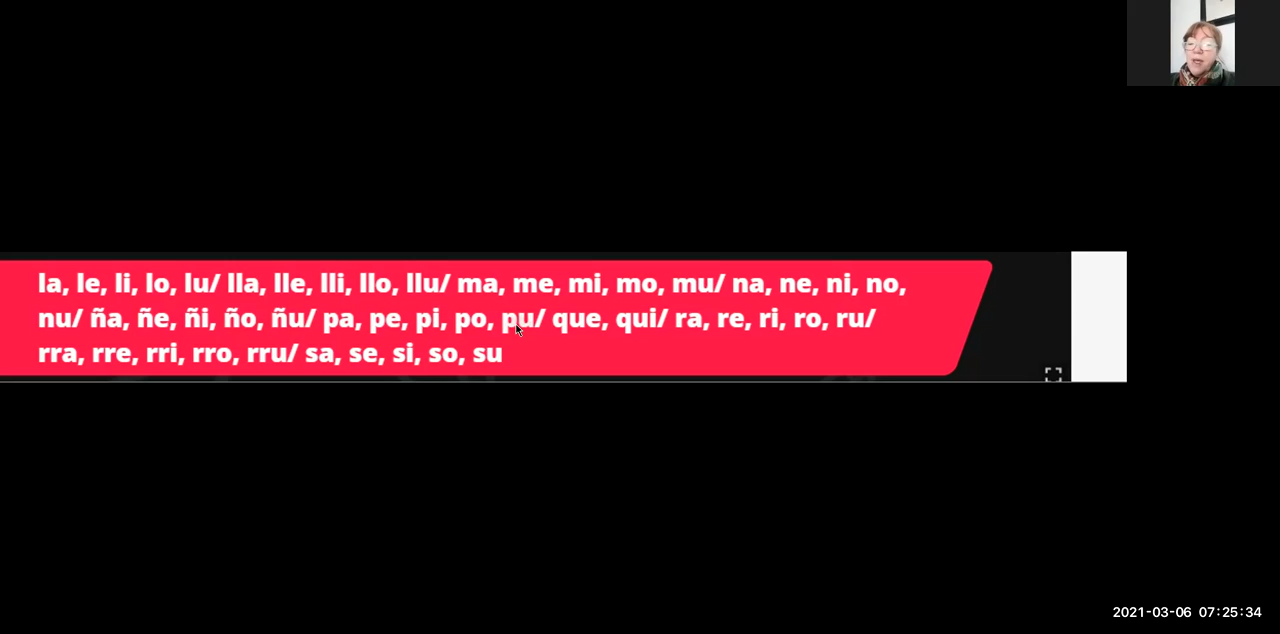 la, le, li, lo, lu/ lla, lle, lli, llo, llu/ ma, me, mi, mo, mu/ na, ne, ni, no,
nu/ ña, ñe, ñi, ño, ñu/ pa, pe, pi, po, pu/ que, qui/ ra, re, ri, ro, ru/
rra, rre, rri, rro, rru/ sa, se, si, so, su
2021-03-06 07:25:34